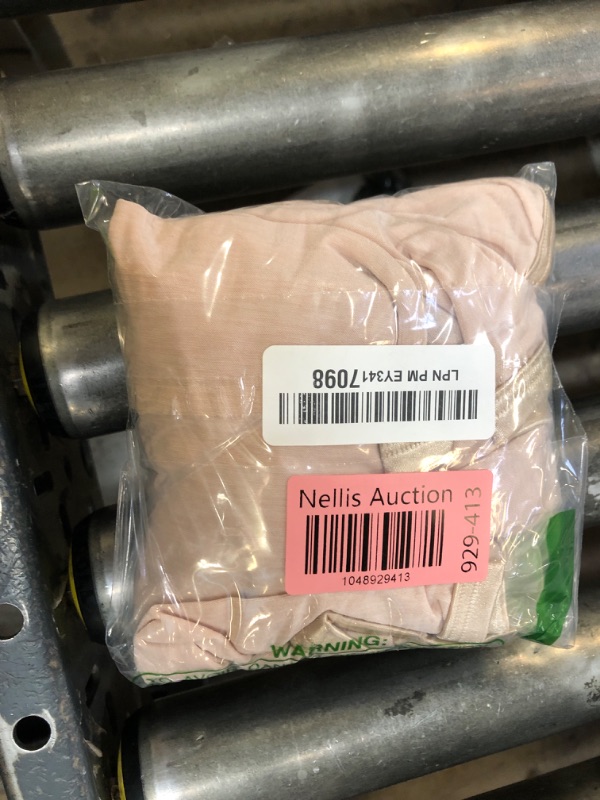 LPN PM EY3417098
Nellis Auction
1048929413
929-413
WARNING: